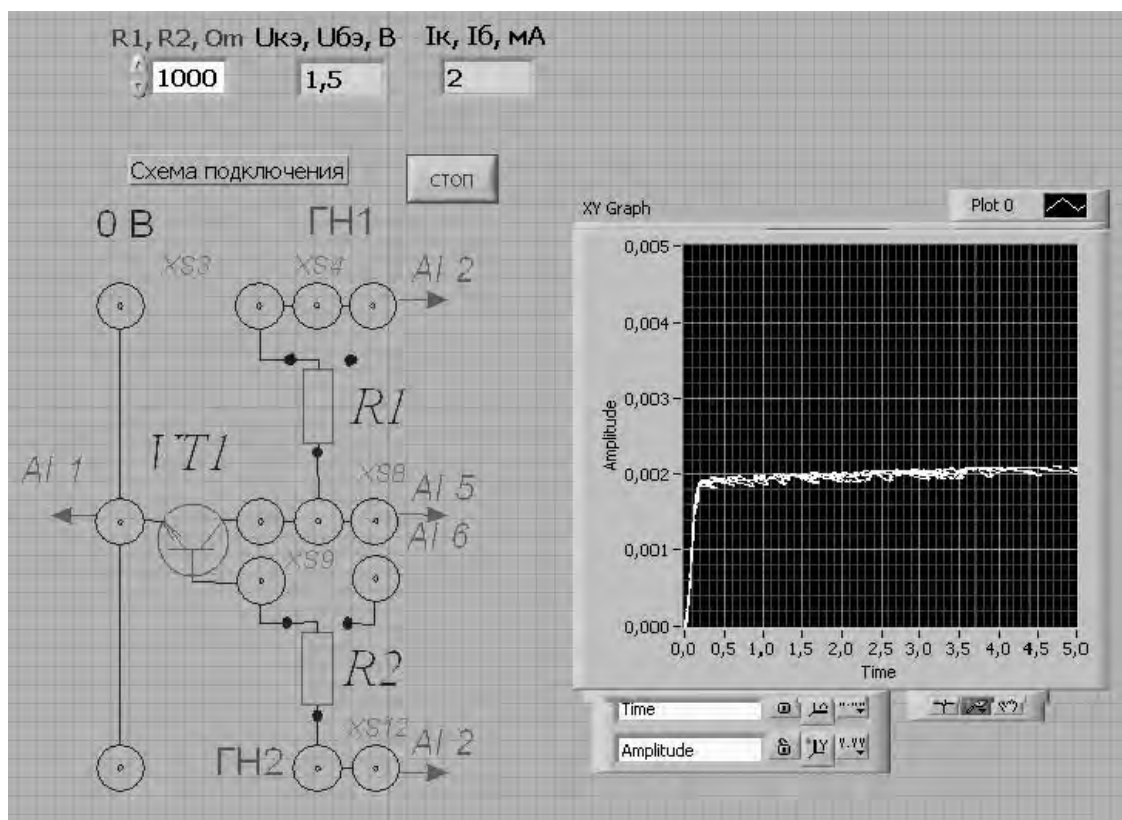 R1, R2, Om Uкэ, Uбэ, В Iк, Iб, мА
1000 1,5 2
Схема подключения
стоп
0 В ГН1
XS3 XS4 AI 2
R1
VT1
AI 1
XS8 AI 5
XS9 AI 6
R2
XS12
ГН2 AI 2
XY Graph Plot 0
0,005
0,004
0,003
0,002
0,001
0,000
Amplitude
0,0 0,5 1,0 1,5 2,0 2,5 3,0 3,5 4,0 4,5 5,0
Time
Time
Amplitude